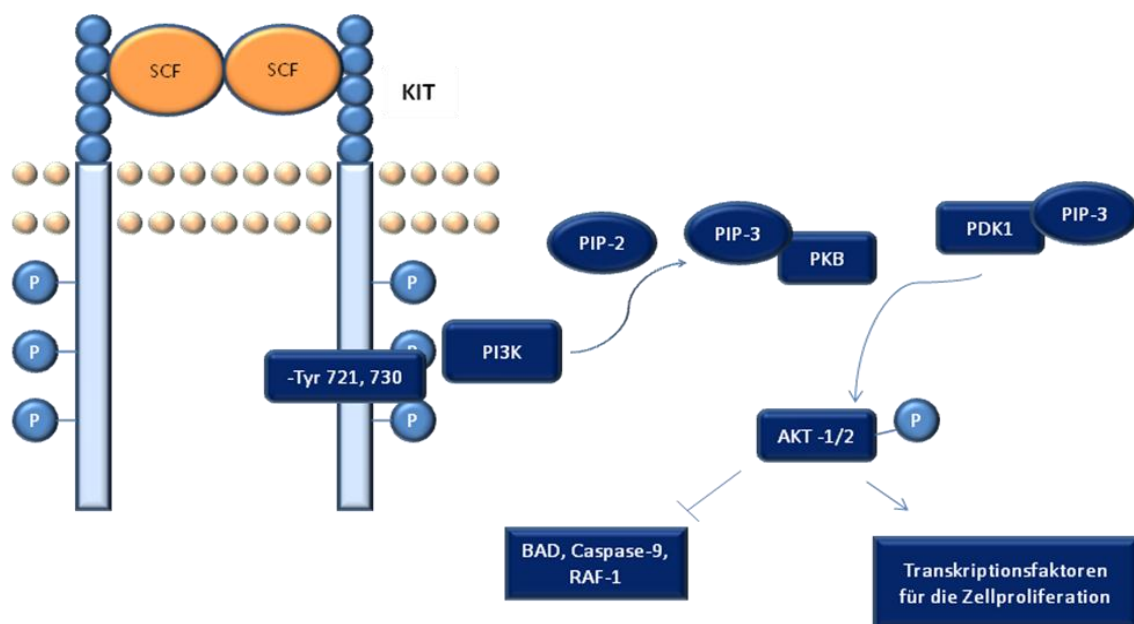 SCF
SCF
KIT
PIP-2
PIP-3
PKB
PDK1
PIP-3
P
P
P
P
P
P
PI3K
-Tyr 721, 730
AKT -1/2
P
BAD, Caspase-9,
RAF-1
Transkriptionsfaktoren
für die Zellproliferation